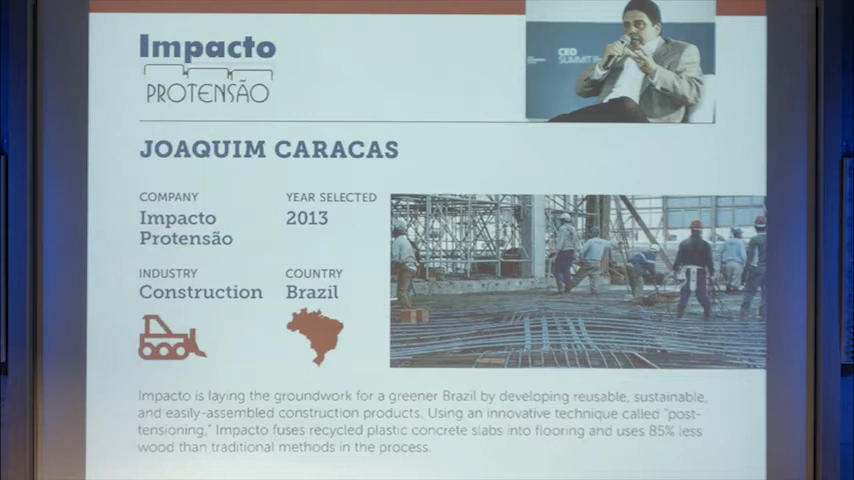 Impacto
PROTENSÃO
CEO
SUMMIT
JOAQUIM CARACAS
COMPANY
Impacto
Protensão
YEAR SELECTED
2013
INDUSTRY
Construction
COUNTRY
Brazil
Impacto is laying the groundwork for a greener Brazil by developing reusable, sustainable,
and easily-assembled construction products. Using an innovative technique called "post-
tensioning," Impacto fuses recycled plastic concrete slabs into flooring and uses 85% less
wood than traditional methods in the process.